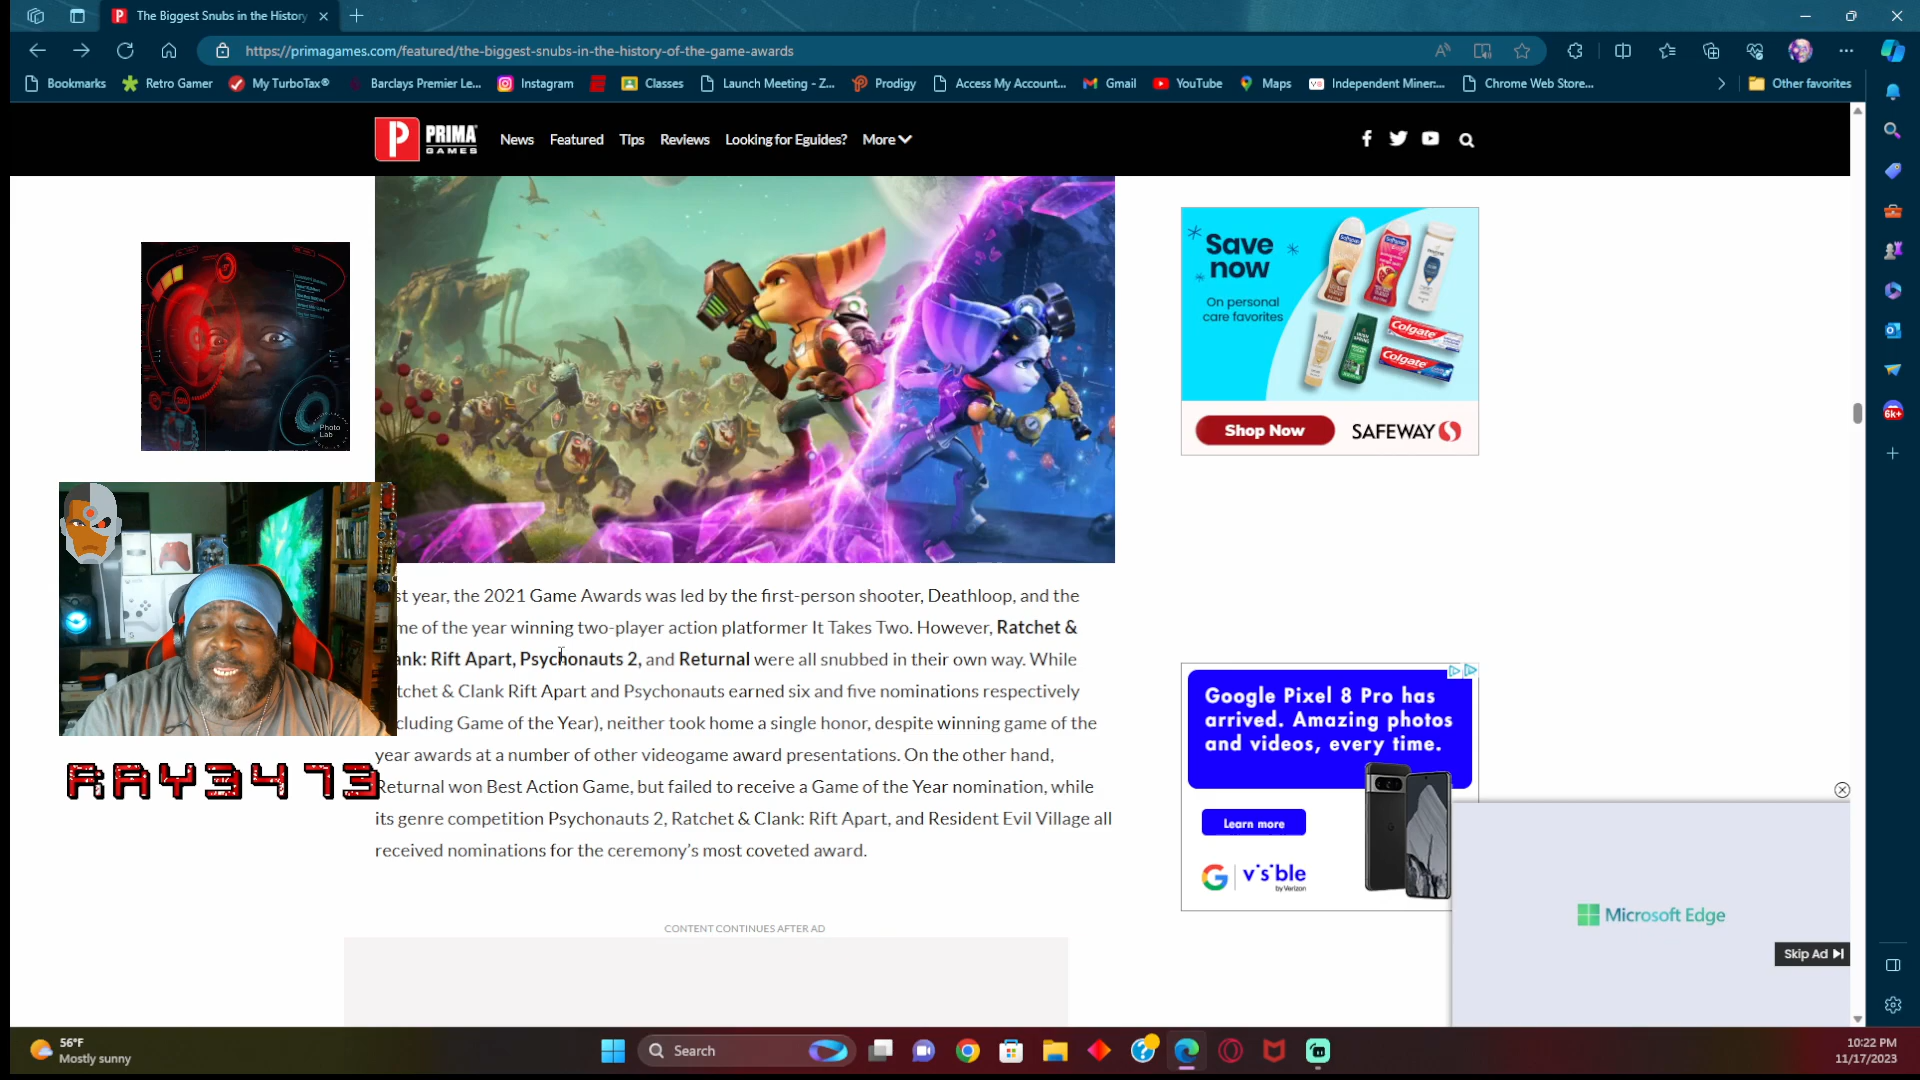 The Biggest Snubs in the History
https://primagames.com/featured/the-biggest-snubs-in-the-history-of-the-game-awards
Bookmarks Retro Gamer My TurboTax® Barclays Premier Le... Instagram Classes Launch Meeting - Z... Prodigy Access My Account... Gmail YouTube Maps Independent Miner:... Chrome Web Store... Other favorites
PRIMA GAMES News Featured Tips Reviews Looking for Eguides? More
Save
now
On personal
care favorites
Colgate
Colgate
Shop Now SAFEWAY
6k+
Photo
Lab
st year, the 2021 Game Awards was led by the first-person shooter, Deathloop, and the
me of the year winning two-player action platformer It Takes Two. However, Ratchet &
ank: Rift Apart, Psychonauts 2, and Returnal were all snubbed in their own way. While
tchet & Clank Rift Apart and Psychonauts earned six and five nominations respectively
cluding Game of the Year), neither took home a single honor, despite winning game of the
year awards at a number of other videogame award presentations. On the other hand,
Returnal won Best Action Game, but failed to receive a Game of the Year nomination, while
its genre competition Psychonauts 2, Ratchet & Clank: Rift Apart, and Resident Evil Village all
received nominations for the ceremony's most coveted award.
RAY3473
Google Pixel 8 Pro has
arrived. Amazing photos
and videos, every time.
Learn more
G visible
by Verizon
Microsoft Edge
Skip Ad
CONTENT CONTINUES AFTER AD
56°F
Mostly sunny
Search
10:22 PM
11/17/2023